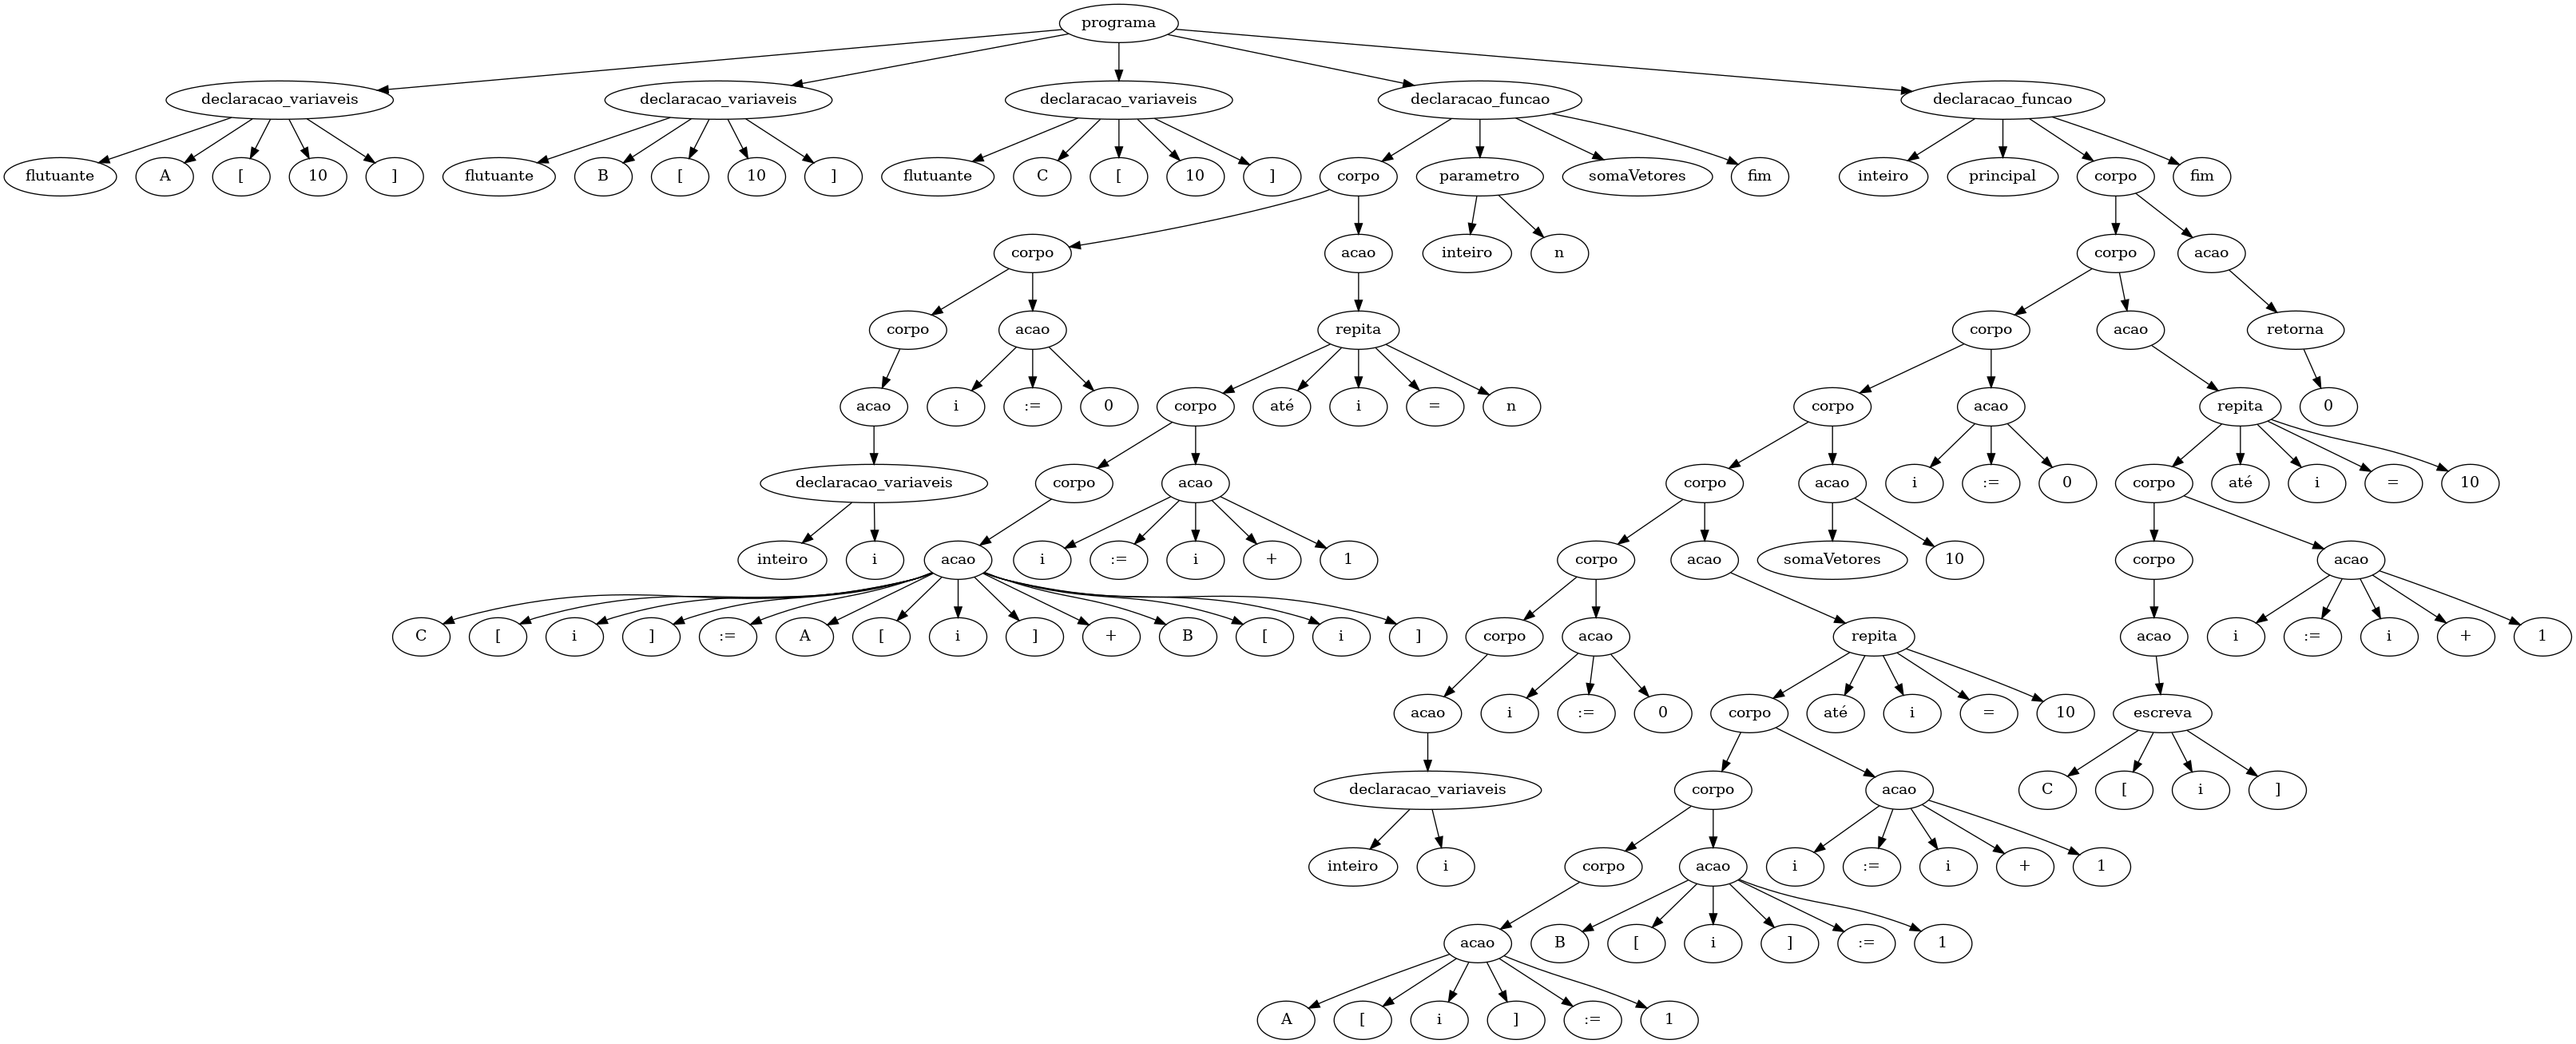 programa
declaracao_variaveis declaracao_variaveis declaracao_variaveis declaracao_funcao declaracao_funcao
flutuante A [ 10 ] flutuante B [ 10 ] flutuante C [ 10 ] corpo parametro somaVetores fim inteiro principal corpo fim
corpo acao inteiro n corpo acao
corpo acao repita corpo acao retorna
acao i := 0 corpo até i = n corpo acao repita 0
declaracao_variaveis corpo acao corpo acao i := 0 corpo até i = 10
inteiro i acao i := i + 1 corpo acao somaVetores 10 corpo acao
C [ i ] := A [ i ] + B [ i ] corpo acao repita acao i := i + 1
acao i := 0 corpo até i = 10 escreva
declaracao_variaveis corpo acao C [ i ]
inteiro i corpo acao i := i + 1
acao B [ i ] := 1
A [ i ] := 1